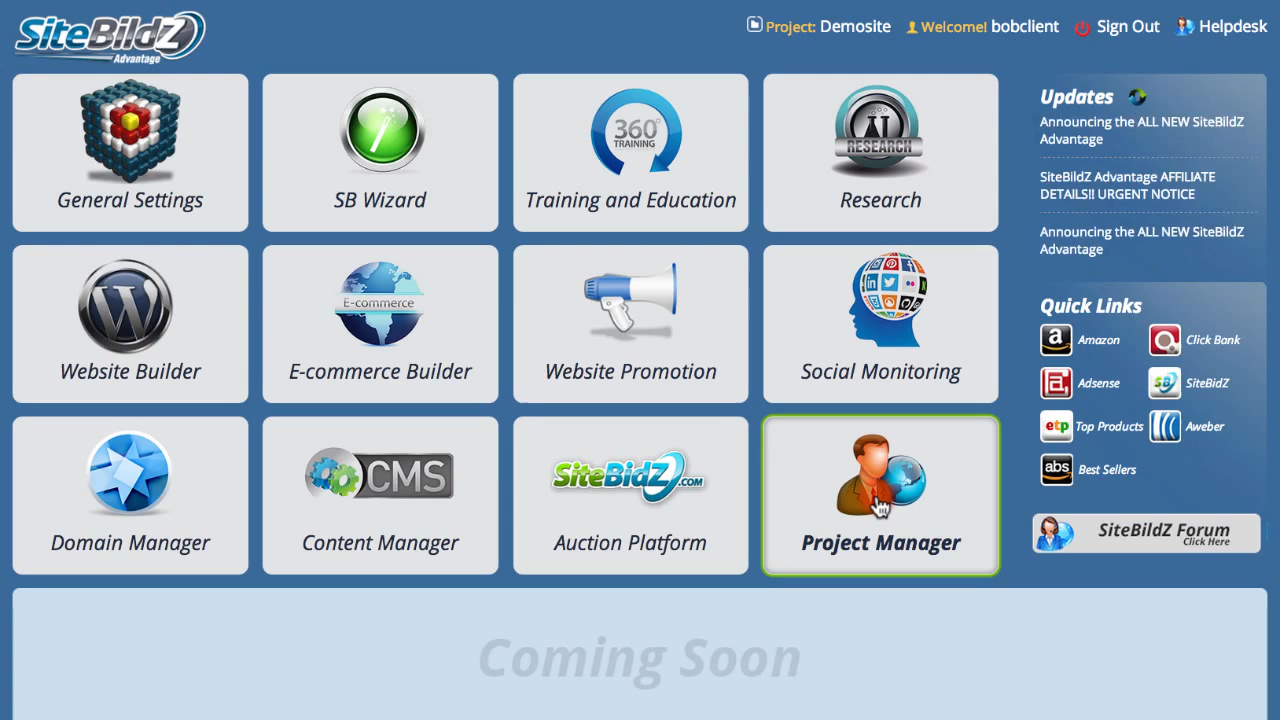 SiteBildZ
Advantage
Project: Demosite
Welcome! bobclient
Sign Out
Helpdesk
General Settings
SB Wizard
360°
TRAINING
Training and Education
RESEARCH
Research
W
Website Builder
E-commerce
E-commerce Builder
Website Promotion
Social Monitoring
Domain Manager
CMS
Content Manager
SiteBidZ.com
Auction Platform
Project Manager
Updates
Announcing the ALL NEW SiteBildZ
Advantage
SiteBildZ Advantage AFFILIATE
DETAILS!! URGENT NOTICE
Announcing the ALL NEW SiteBildZ
Advantage
Quick Links
a Amazon
Click Bank
a Adsense
SB SiteBidZ
etp Top Products
Aweber
abs Best Sellers
SiteBildZ Forum
Click Here
Coming Soon